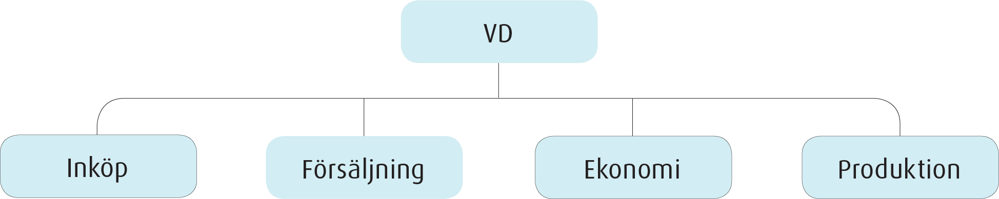 VD
Inköp
Försäljning
Ekonomi
Produktion